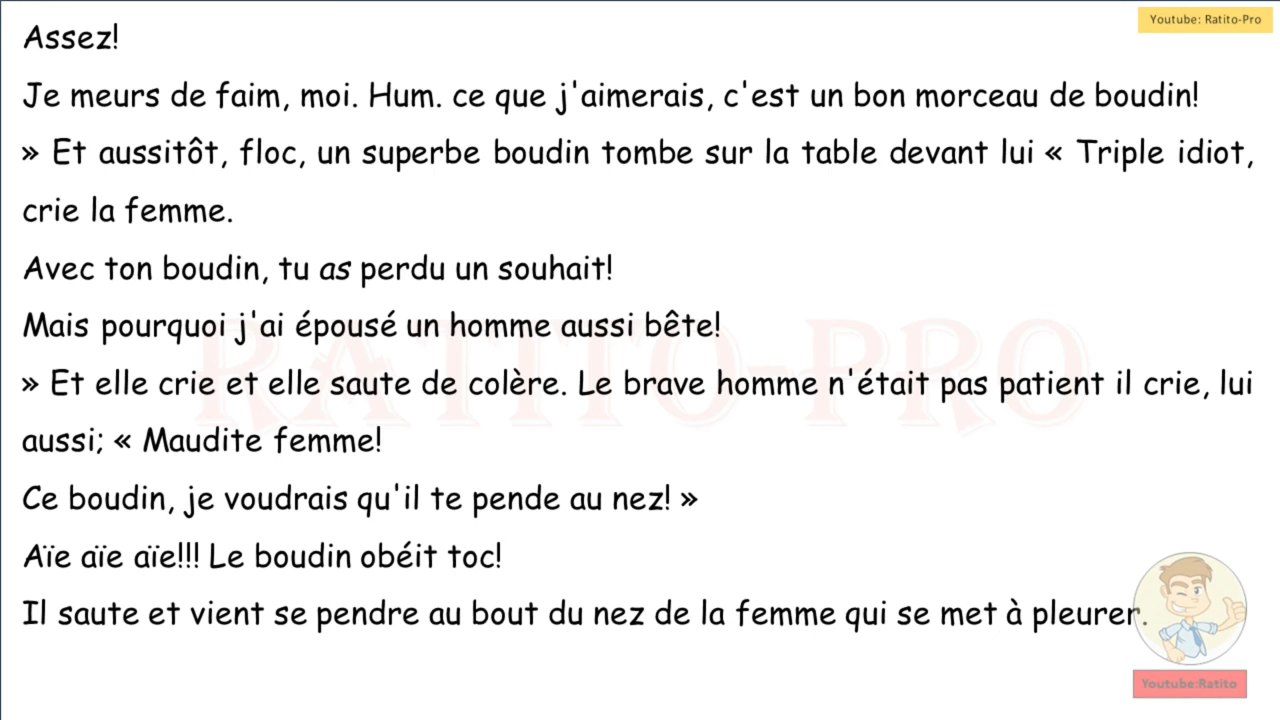 Youtube: Ratito-Pro
Assez!
Je meurs de faim, moi. Hum. ce que j'aimerais, c'est un bon morceau de boudin!
» Et aussitôt, floc, un superbe boudin tombe sur la table devant lui « Triple idiot,
crie la femme.
Avec ton boudin, tu as perdu un souhait!
Mais pourquoi j'ai épousé un homme aussi bête!
RATITO-PRO
» Et elle crie et elle saute de colère. Le brave homme n'était pas patient il crie, lui
aussi; « Maudite femme!
Ce boudin, je voudrais qu'il te pende au nez! »
Aïe aïe aïe!!! Le boudin obéit toc!
Il saute et vient se pendre au bout du nez de la femme qui se met à pleurer.
Youtube:Ratito